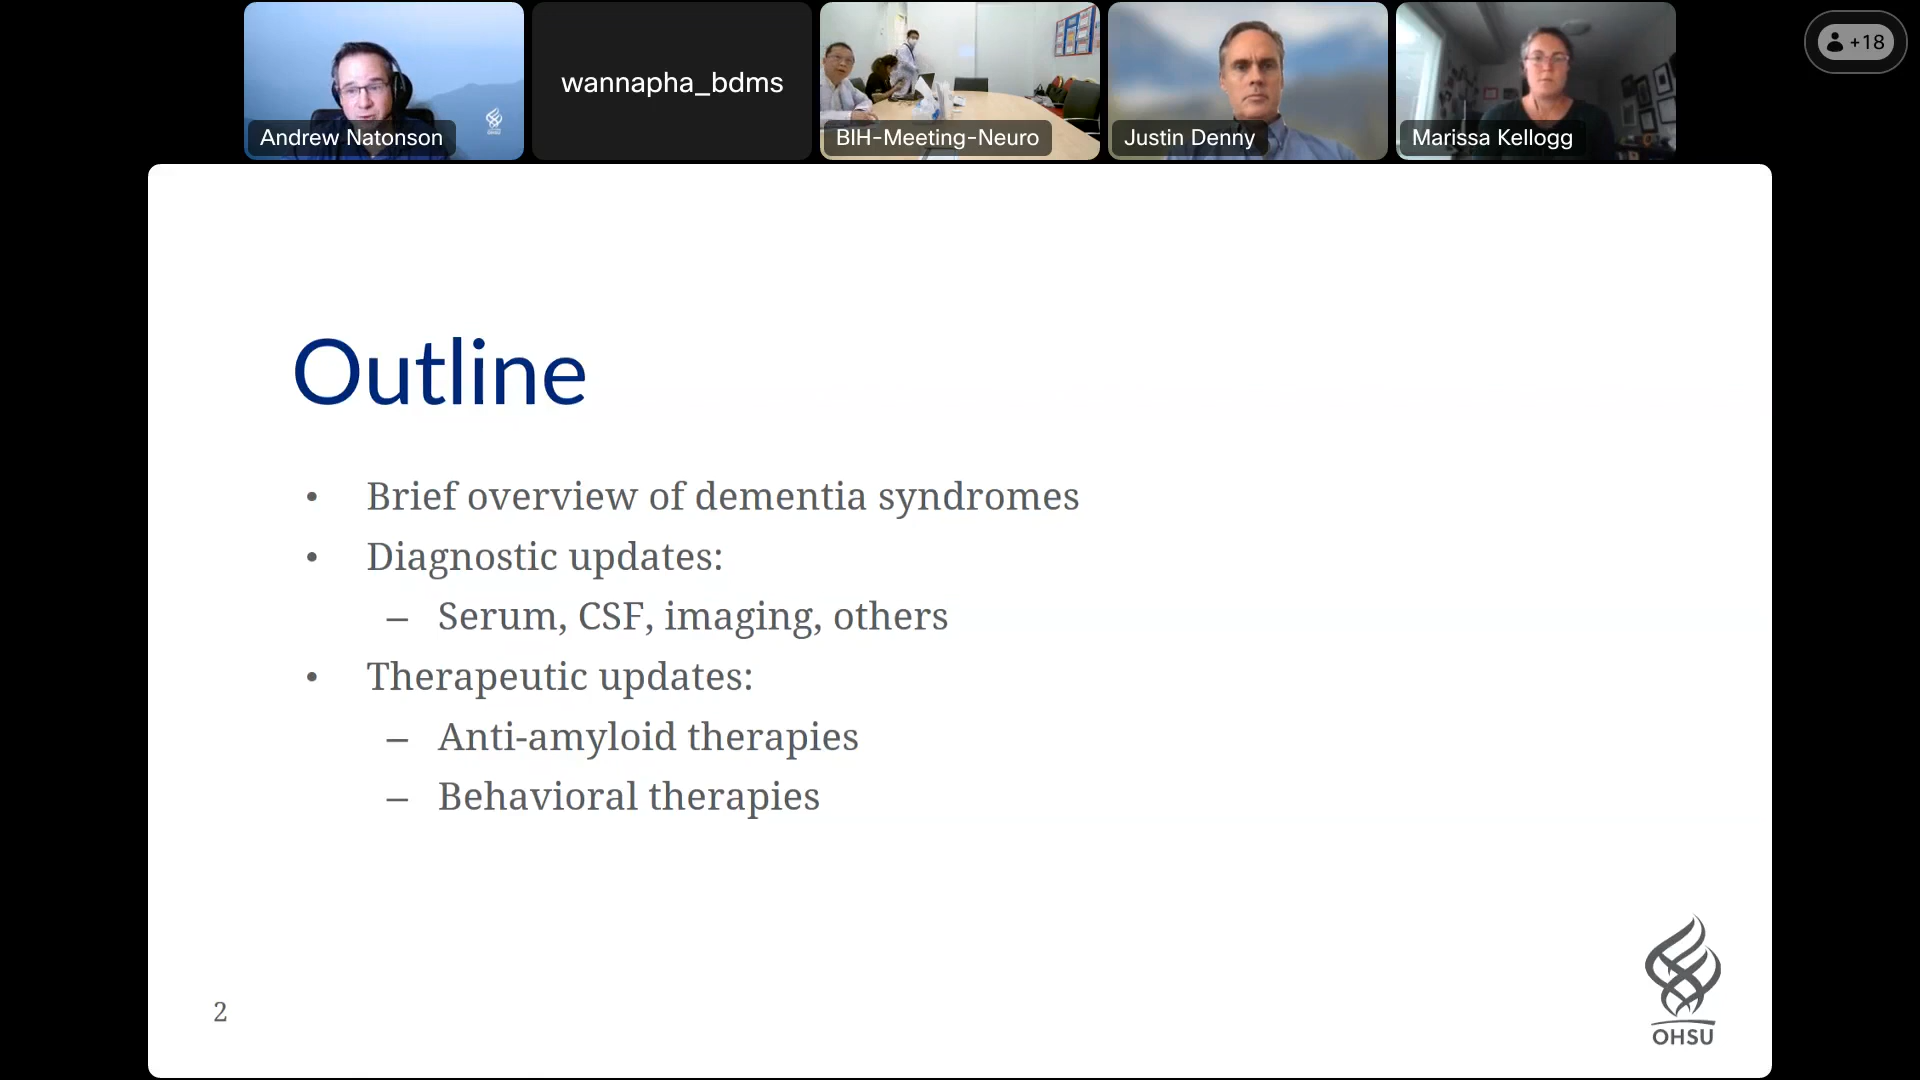 Andrew Natonson
OHSU
wannapha_bdms
BIH-Meeting-Neuro
Justin Denny
Marissa Kellogg
+18
Outline
• Brief overview of dementia syndromes
• Diagnostic updates:
– Serum, CSF, imaging, others
• Therapeutic updates:
– Anti-amyloid therapies
– Behavioral therapies
2
OHSU